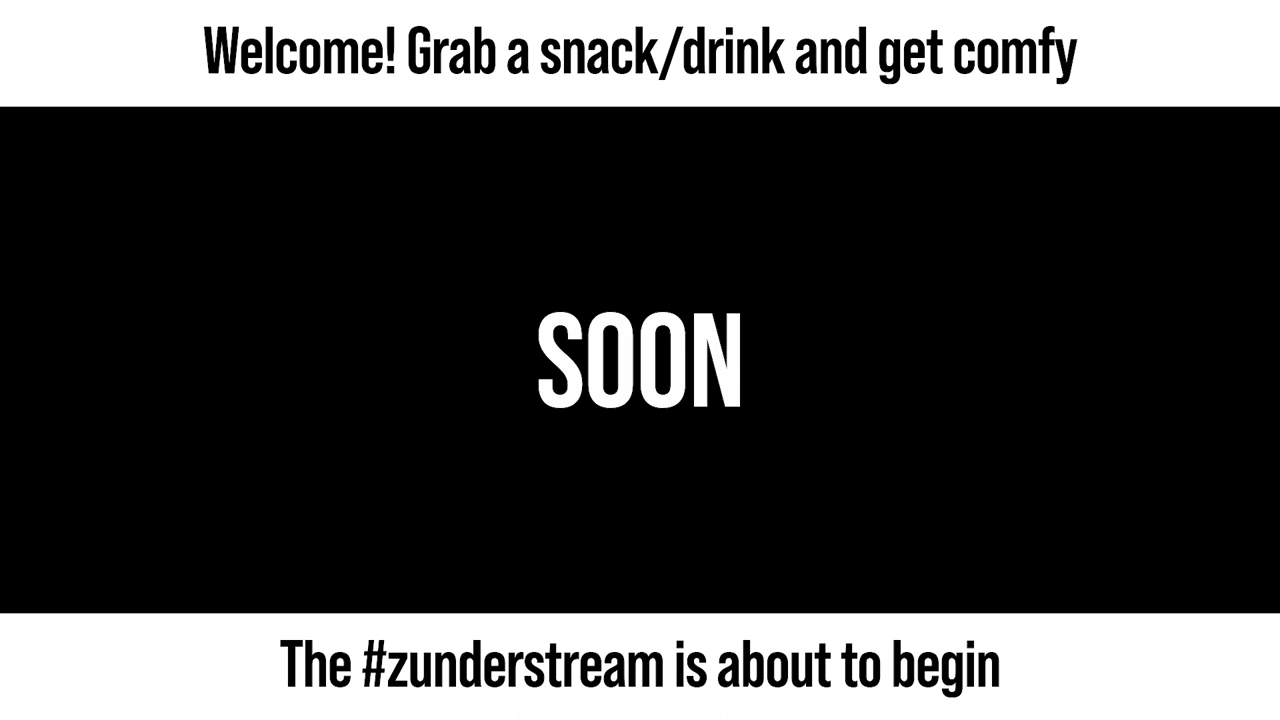 Welcome! Grab a snack/drink and get comfy
SOON
The #zunderstream is about to begin